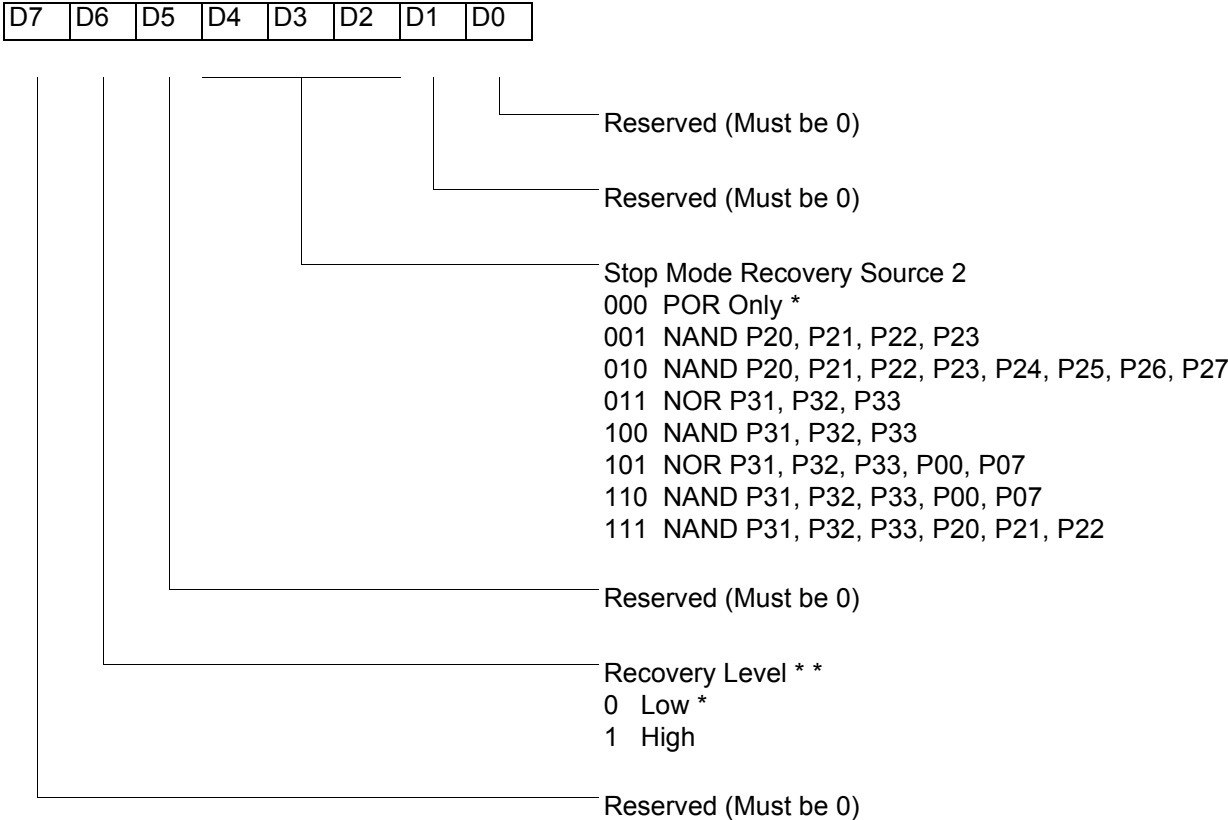 D7 D6 D5 D4 D3 D2 D1 D0
Reserved (Must be 0)
Reserved (Must be 0)
Stop Mode Recovery Source 2
000 POR Only *
001 NAND P20, P21, P22, P23
010 NAND P20, P21, P22, P23, P24, P25, P26, P27
011 NOR P31, P32, P33
100 NAND P31, P32, P33
101 NOR P31, P32, P33, P00, P07
110 NAND P31, P32, P33, P00, P07
111 NAND P31, P32, P33, P20, P21, P22
Reserved (Must be 0)
Recovery Level * *
0 Low *
1 High
Reserved (Must be 0)